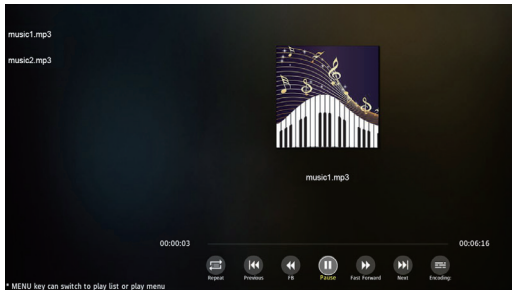 music1.mp3
music2.mp3
music1.mp3
00:00:03
00:06:16
Repeat Previous FB Pause Fast Forward Next Encoding:
* MENU key can switch to play list or play menu